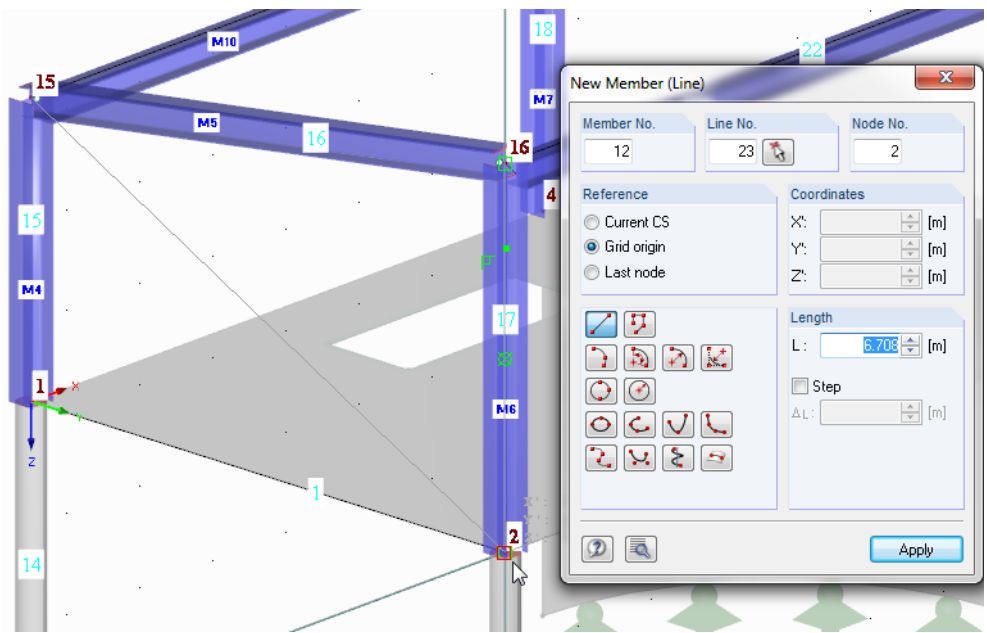 M10
18
22
15
M5
16
M7
16
4
15
M4
17
1
X
Y
Z
M6
1
2
14
New Member (Line)
Member No.
Line No.
Node No.
12
23
2
Reference
Coordinates
Current CS
Grid origin
Last node
X':
[m]
Y':
[m]
Z':
[m]
Length
L :
6.708
[m]
Step
ΔL:
[m]
Apply